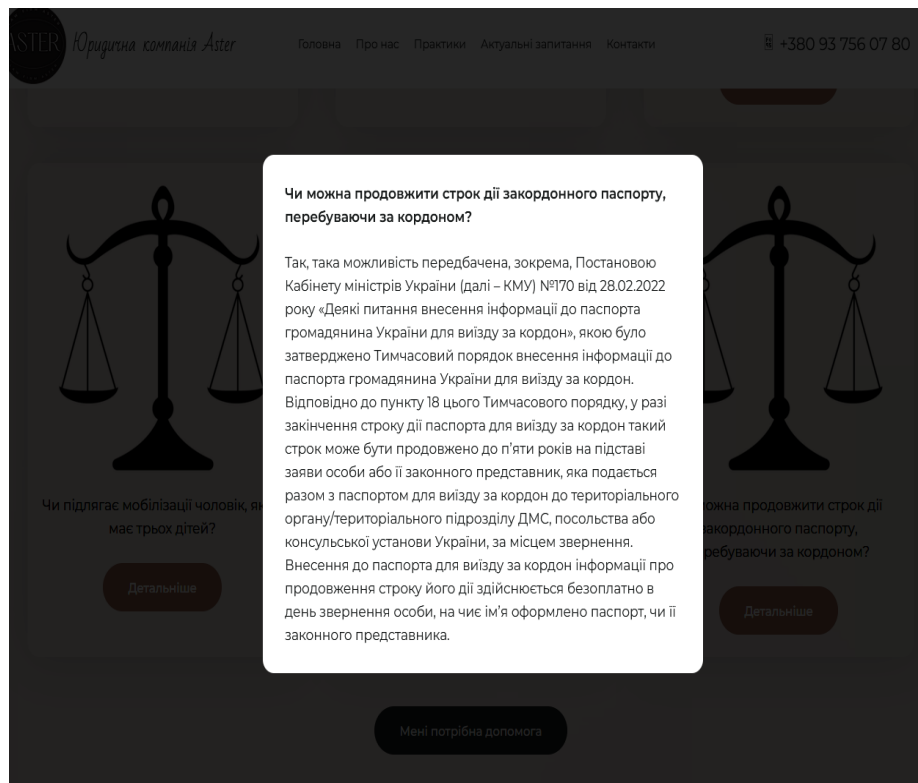 ASTER
Юридична компанія Aster
Головна Про нас Практики Актуальні запитання Контакти
+380 93 756 07 80
Чи можна продовжити строк дії закордонного паспорту,
перебуваючи за кордоном?
Так, така можливість передбачена, зокрема, Постановою
Кабінету міністрів України (далі – КМУ) №170 від 28.02.2022
року «Деякі питання внесення інформації до паспорта
громадянина України для виїзду за кордон», якою було
затверджено Тимчасовий порядок внесення інформації до
паспорта громадянина України для виїзду за кордон.
Відповідно до пункту 18 цього Тимчасового порядку, у разі
закінчення строку дії паспорта для виїзду за кордон такий
строк може бути продовжено до п'яти років на підставі
заяви особи або її законного представник, яка подається
разом з паспортом для виїзду за кордон до територіального
органу/територіального підрозділу ДМС, посольства або
консульської установи України, за місцем звернення.
Внесення до паспорта для виїзду за кордон інформації про
продовження строку його дії здійснюється безоплатно в
день звернення особи, на чиє ім'я оформлено паспорт, чи її
законного представника.
Чи підлягає мобілізації чоловік, як
має трьох дітей?
Детальніше
ожна продовжити строк дії
закордонного паспорту,
ребуваючи за кордоном?
Детальніше
Мені потрібна допомога